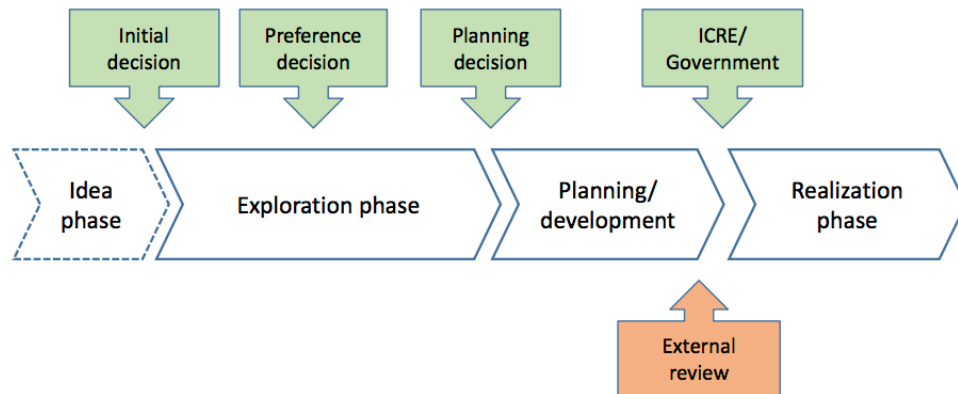 Initial
decision
Preference
decision
Planning
decision
ICRE/
Government
Idea
phase
Exploration phase
Planning/
development
Realization
phase
External
review